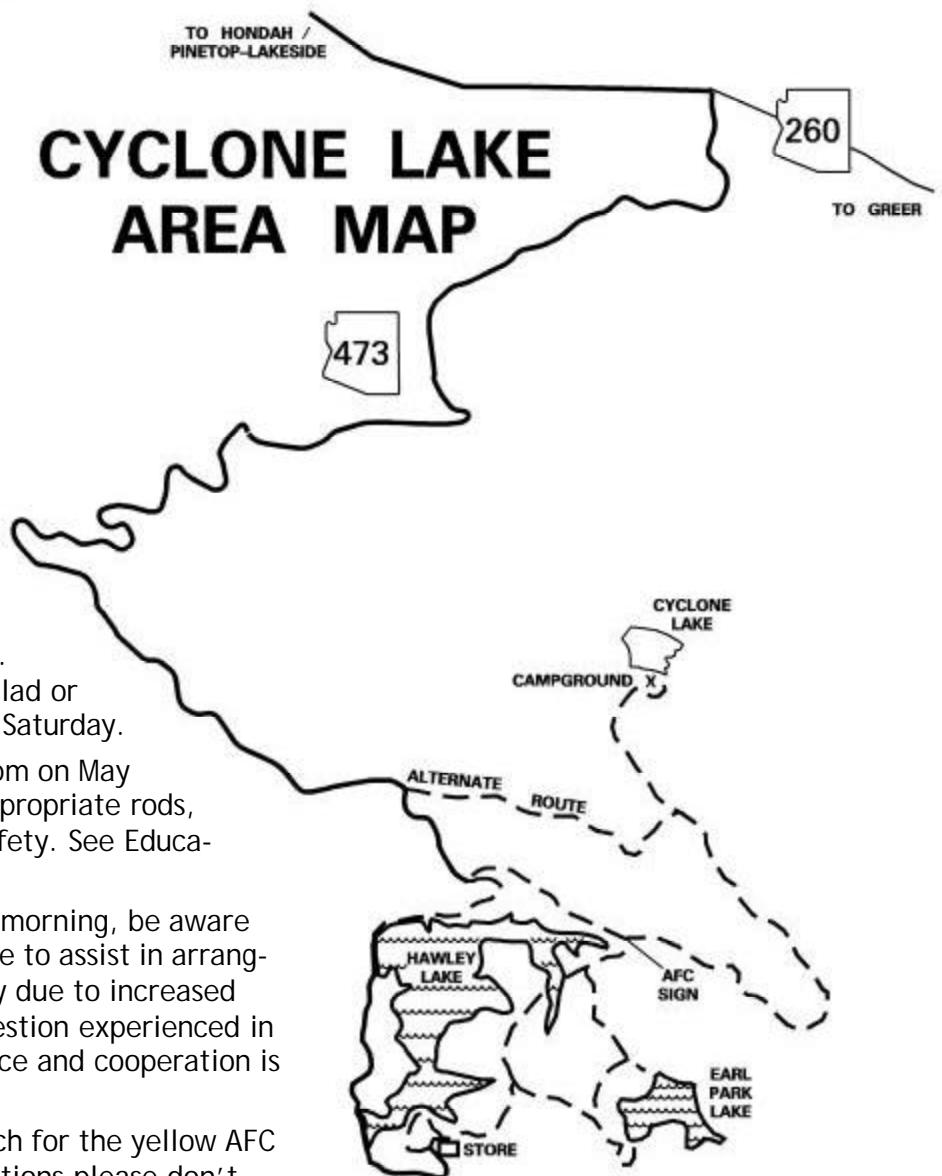 TO HONDAH /
PINETOP-LAKESIDE
CYCLONE LAKE
AREA MAP
260
TO GREER
473
CYCLONE
LAKE
CAMPGROUND X
ALTERNATE ROUTE
HAWLEY
LAKE
AFC
SIGN
EARL
PARK
LAKE
STORE
.
lad or
Saturday.
om on May
propriate rods,
fety. See Educa-
morning, be aware
e to assist in arrang-
y due to increased
estion experienced in
ce and cooperation is
ch for the yellow AFC
tions please don't